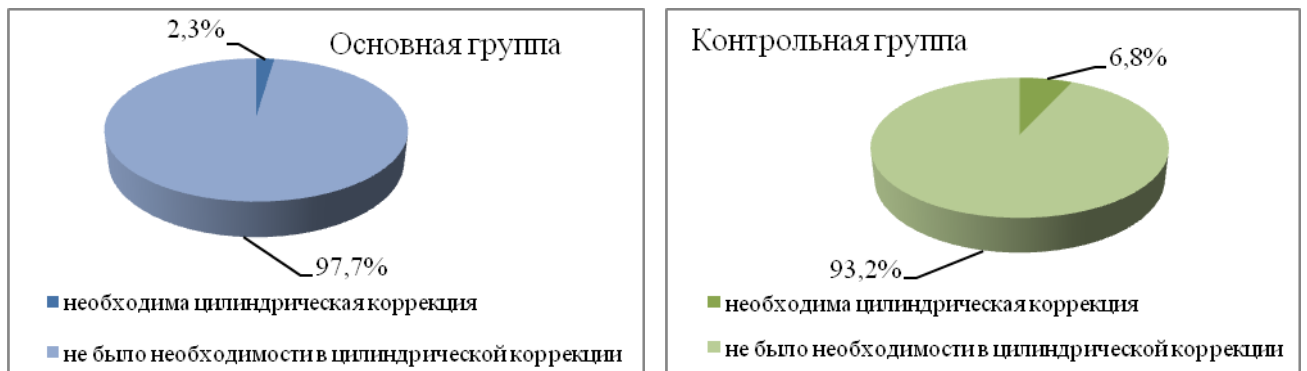 2,3%
Основная группа
97,7%
необходима цилиндрическая коррекция
не было необходимости в цилиндрической коррекции
Контрольная группа
6,8%
93,2%
необходима цилиндрическая коррекция
не было необходимости в цилиндрической коррекции